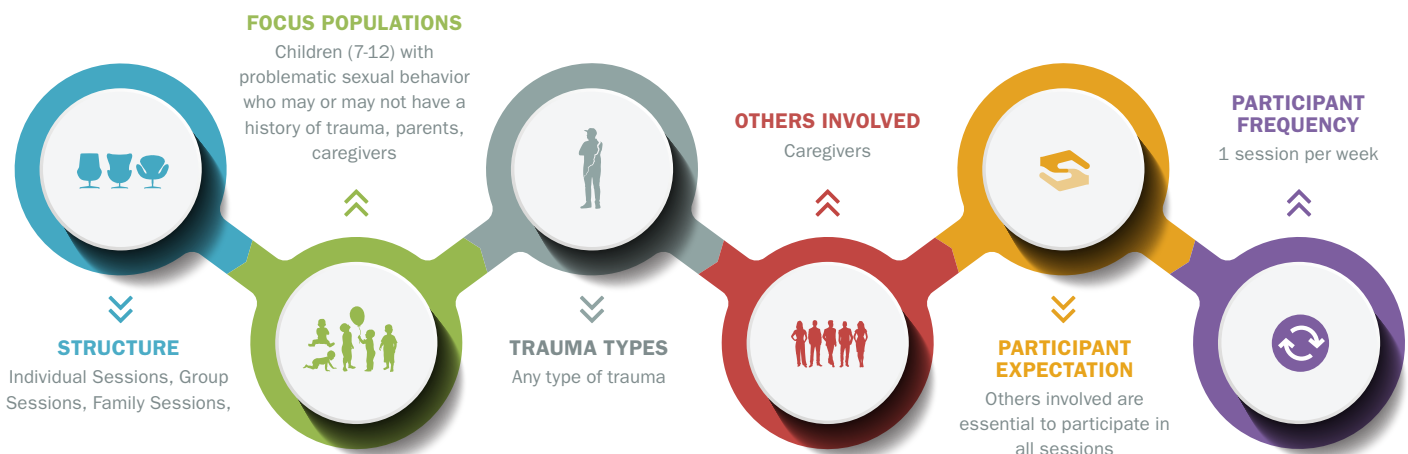 FOCUS POPULATIONS
Children (7-12) with
problematic sexual behavior
who may or may not have a
history of trauma, parents,
caregivers
OTHERS INVOLVED
Caregivers
PARTICIPANT
FREQUENCY
1 session per week
STRUCTURE
Individual Sessions, Group
Sessions, Family Sessions,
TRAUMA TYPES
Any type of trauma
PARTICIPANT
EXPECTATION
Others involved are
essential to participate in
all sessions